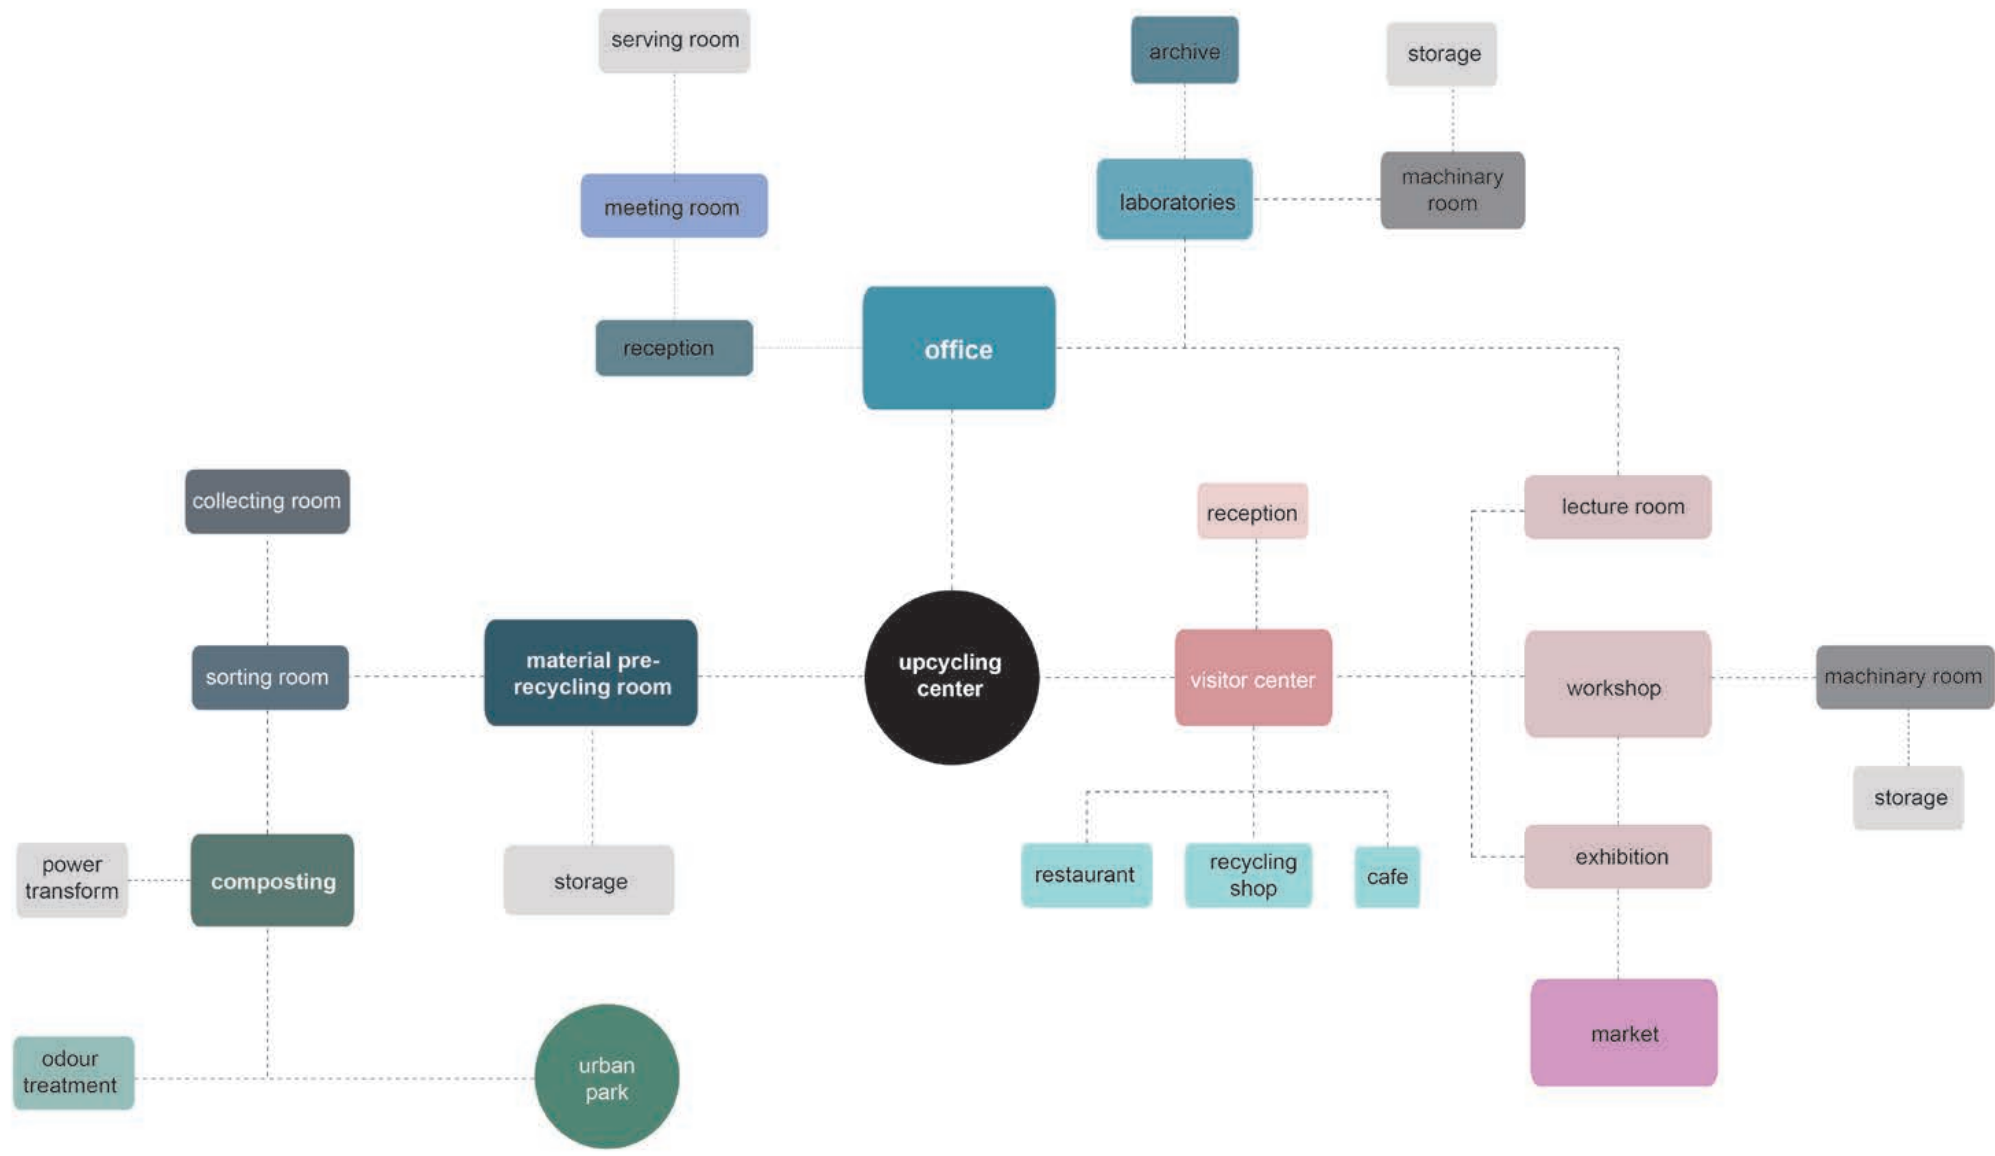 serving room
archive
storage
machinary
room
meeting room
laboratories
reception
office
collecting room
reception
lecture room
sorting room
material pre-
recycling room
upcycling
center
visitor center
workshop
machinary room
storage
power
transform
composting
storage
restaurant
recycling
shop
cafe
exhibition
market
odour
treatment
urban
park